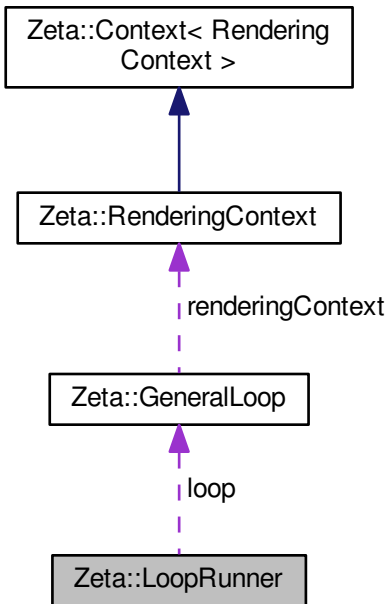 Zeta::Context< Rendering
Context >
Zeta::RenderingContext
renderingContext
Zeta::GeneralLoop
loop
Zeta::LoopRunner